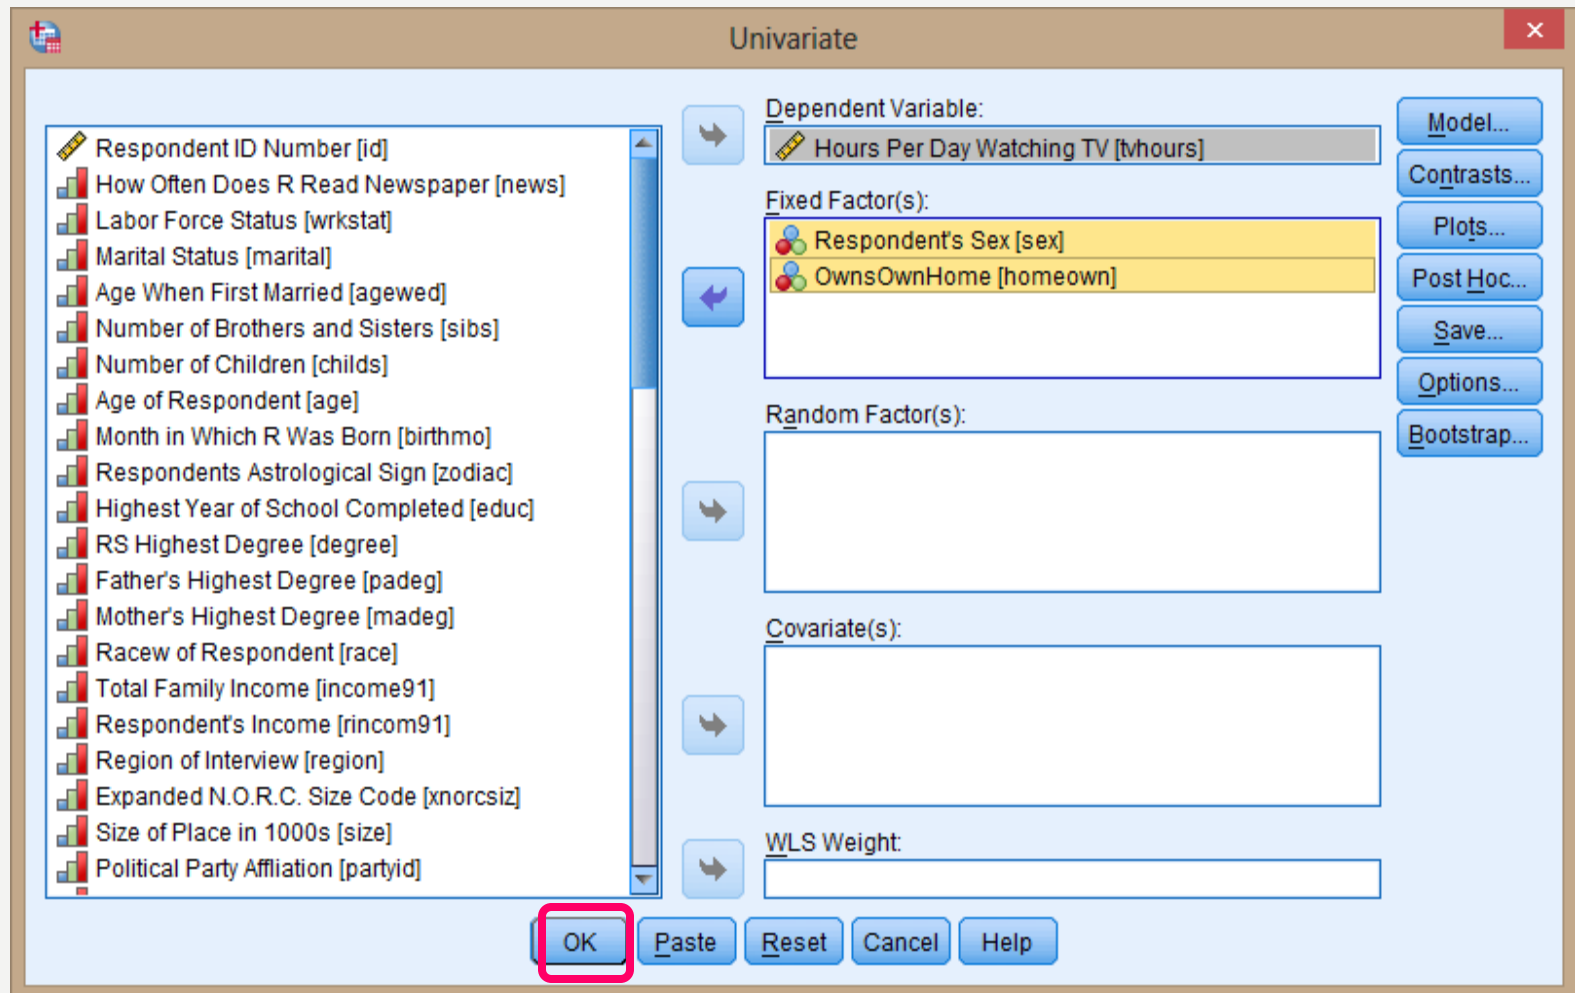 Univariate
Respondent ID Number [id]
How Often Does R Read Newspaper [news]
Labor Force Status [wrkstat]
Marital Status [marital]
Age When First Married [agewed]
Number of Brothers and Sisters [sibs]
Number of Children [childs]
Age of Respondent [age]
Month in Which R Was Born [birthmo]
Respondents Astrological Sign [zodiac]
Highest Year of School Completed [educ]
RS Highest Degree [degree]
Father's Highest Degree [padeg]
Mother's Highest Degree [madeg]
Racew of Respondent [race]
Total Family Income [income91]
Respondent's Income [rincom91]
Region of Interview [region]
Expanded N.O.R.C. Size Code [xnorcsiz]
Size of Place in 1000s [size]
Political Party Affliation [partyid]
Dependent Variable:
Hours Per Day Watching TV [tvhours]
Fixed Factor(s):
Respondent's Sex [sex]
OwnsOwnHome [homeown]
Random Factor(s):
Covariate(s):
WLS Weight:
Model...
Contrasts...
Plots...
Post Hoc...
Save...
Options...
Bootstrap...
OK Paste Reset Cancel Help